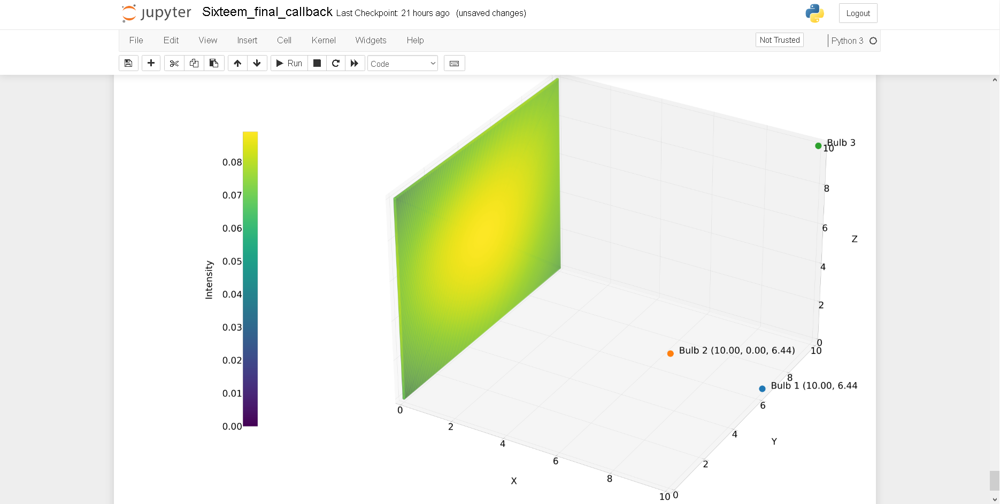 jupyter Sixteem_final_callback Last Checkpoint: 21 hours ago (unsaved changes) Logout
File Edit View Insert Cell Kernel Widgets Help Not Trusted Python 3
Run Code
Intensity
0.08
0.07
0.06
0.05
0.04
0.03
0.02
0.01
0.00
Bulb 3
10
8
6
Z
4
2
0
Bulb 2 (10.00, 0.00, 6.44)
10
8
Bulb 1 (10.00, 6.44
6
4
Y
2
0
0
2
4
6
8
10
X